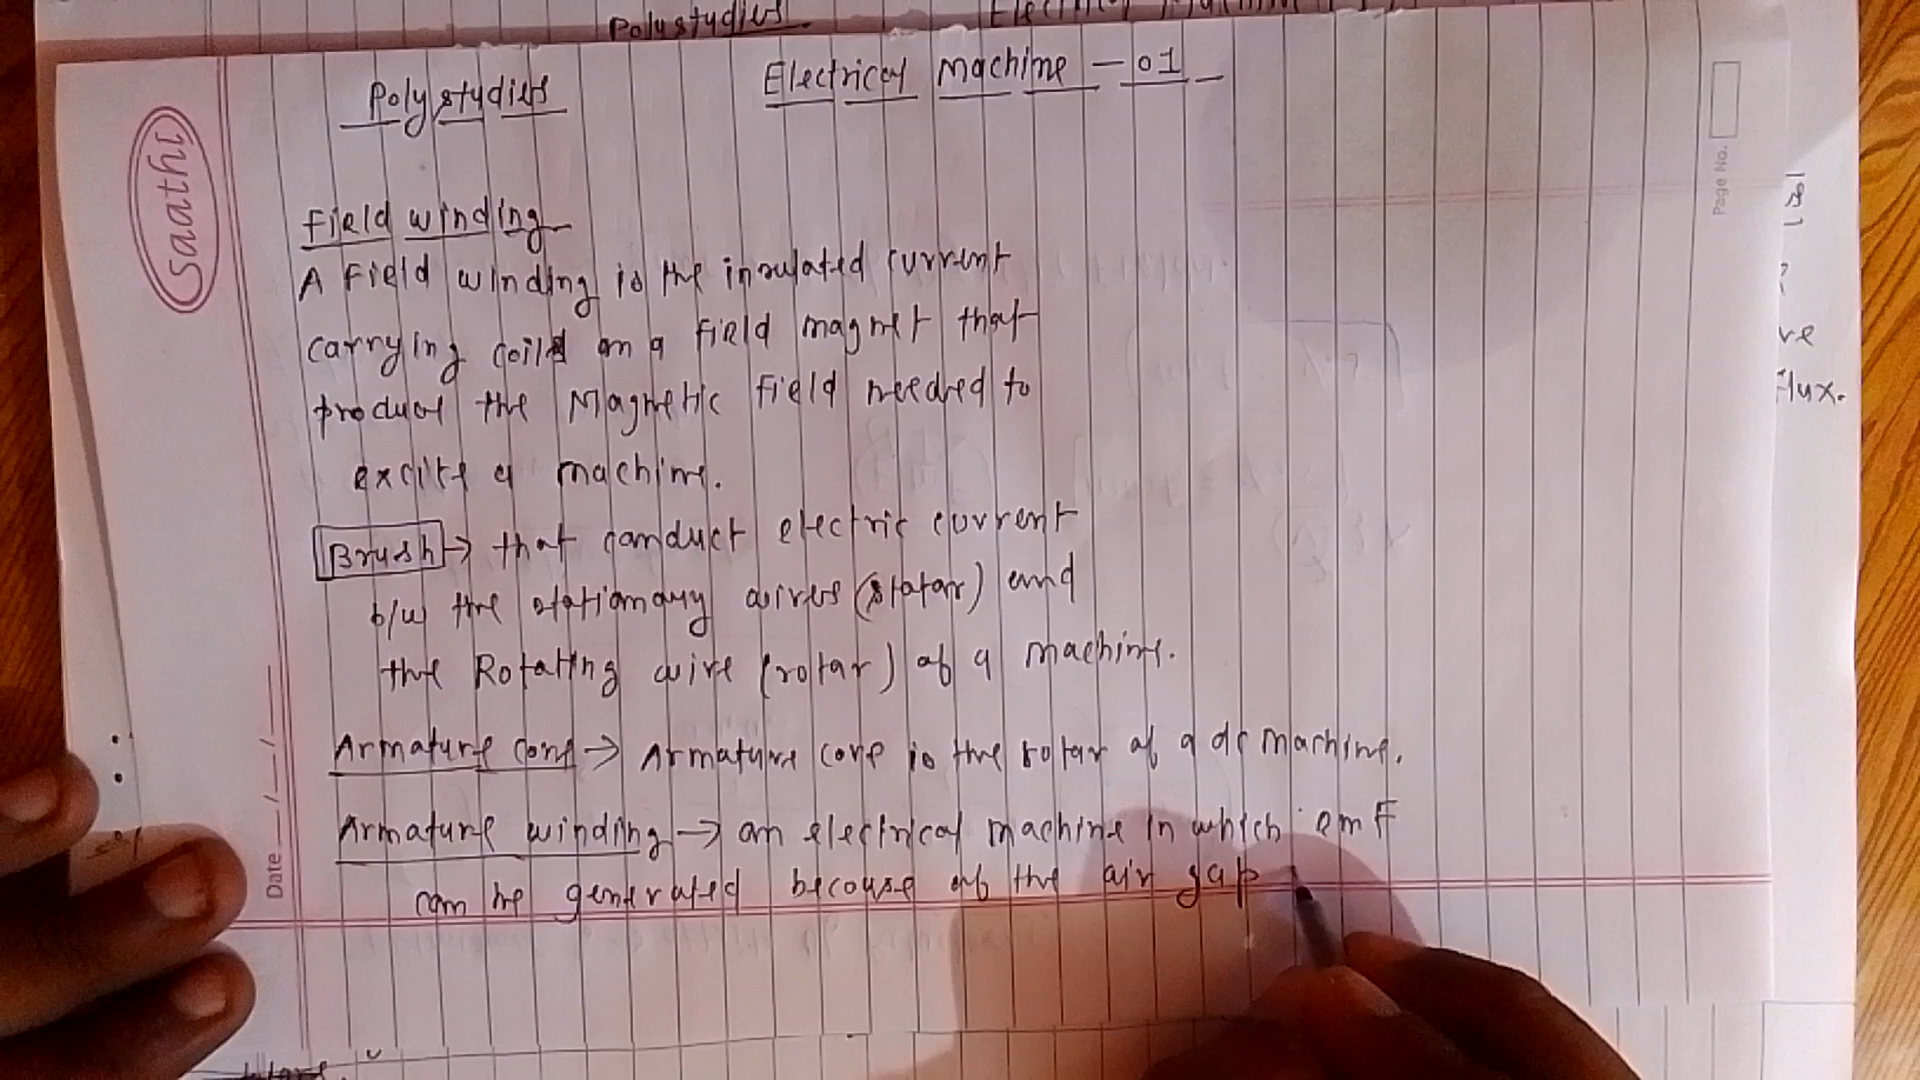 Polystudies
Polystudies
Electrical Machine - 01
Saathi
Page No.
Field winding
A Field winding is the insulated current
carrying coils on a field magnet that
produce the Magnetic field needed to
excite a machine.
Brush → that conduct electric current
b/w the stationary wires (stator) and
the Rotating wire (rotor) of a machine.
Armature core → Armature core is the rotor of a dc machine.
Armature winding → an electrical machine in which emf
can be generated because of the air gap
Date
ve
flux.